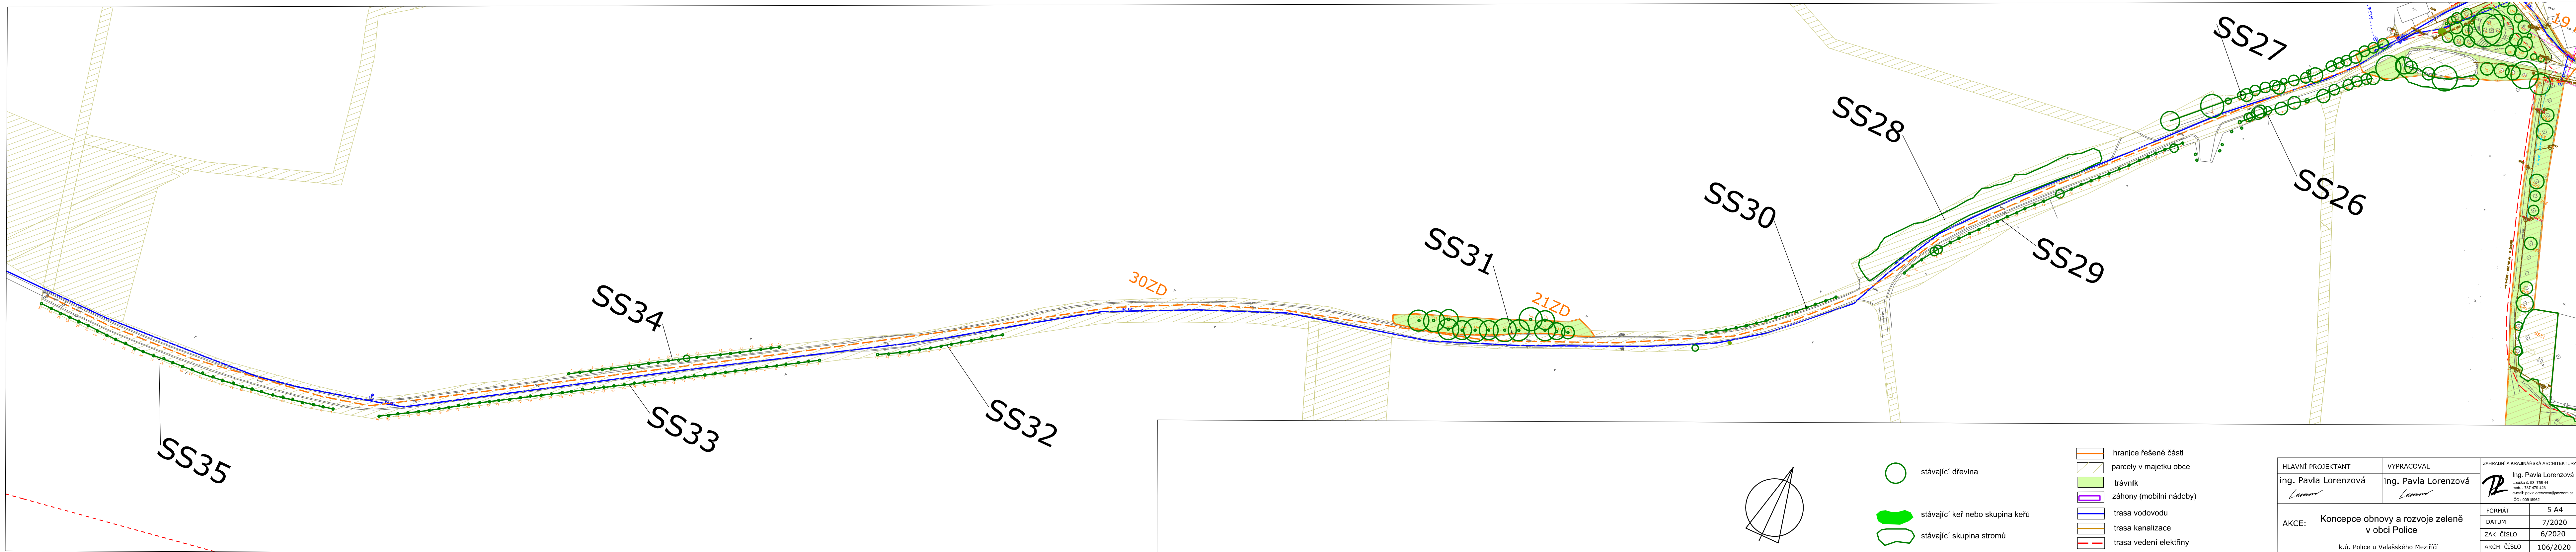 SS27
19
SS28
SS26
SS30
SS29
SS31
30ZD
21ZD
SS34
SS33
SS32
SS35
stávající dřevina
stávající keř nebo skupina keřů
stávající skupina stromů
hranice řešené části
parcely v majetku obce
trávník
záhony (mobilní nádoby)
trasa vodovodu
trasa kanalizace
trasa vedení elektřiny
HLAVNÍ PROJEKTANT
VYPRACOVAL
ZAHRADNÍ A KRAJINÁŘSKÁ ARCHITEKTURA
Ing. Pavla Lorenzová
Ing. Pavla Lorenzová
Ing. Pavla Lorenzová
AKCE:
Koncepce obnovy a rozvoje zeleně
v obci Police
k.ú. Police u Valašského Meziříčí
FORMÁT 5 A4
DATUM 7/2020
ZAK. ČÍSLO 6/2020
ARCH. ČÍSLO 106/2020